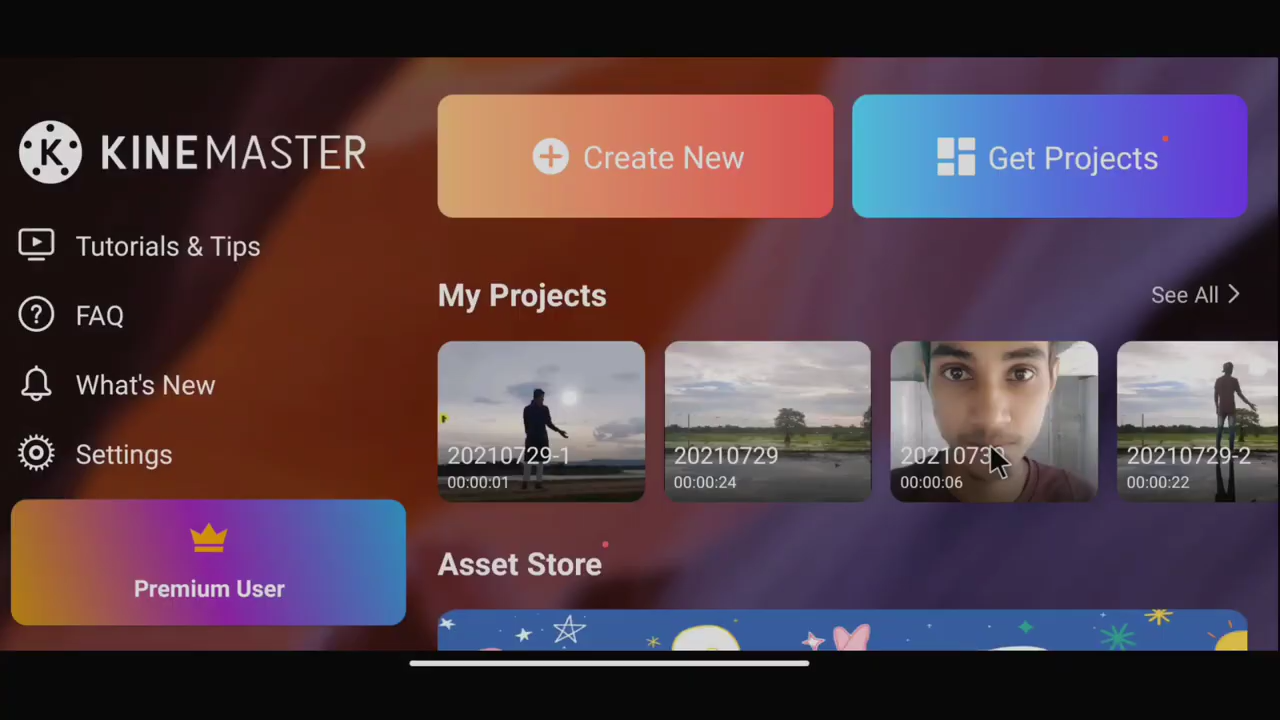 KINEMASTER
Tutorials & Tips
FAQ
What's New
Settings
Premium User
Create New
Get Projects
My Projects
See All
20210729-1
00:00:01
20210729
00:00:24
00:00:06
20210729-2
00:00:22
Asset Store